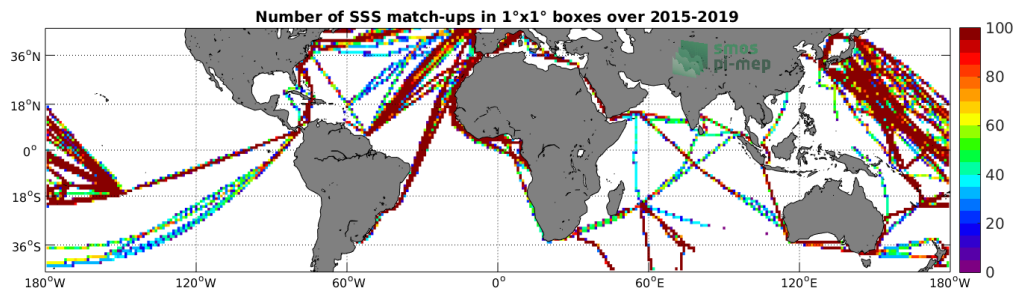 Number of SSS match-ups in 1°x1° boxes over 2015-2019
smos
pi-mep
36°N
18°N
0°
18°S
36°S
180°W 120°W 60°W 0° 60°E 120°E 180°E
100
80
60
40
20
0